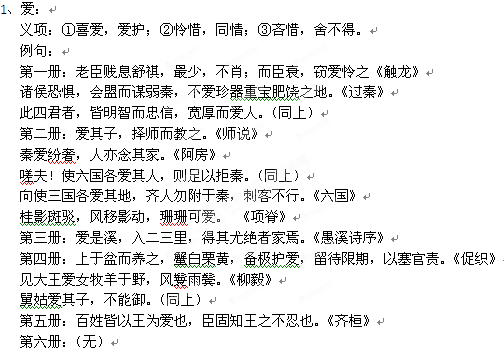 1、爱：
义项：①喜爱，爱护；②怜惜，同情；③吝惜，舍不得。
例句：
第一册：老臣贱息舒祺，最少，不肖；而臣衰，窃爱怜之《触龙》
诸侯恐惧，会盟而谋弱秦，不爱珍器重宝肥饶之地。《过秦》
此四君者，皆明智而忠信，宽厚而爱人。（同上）
第二册：爱其子，择师而教之。《师说》
秦爱纷奢，人亦念其家。《阿房》
嗟夫！使六国各爱其人，则足以拒秦。（同上）
向使三国各爱其地，齐人勿附于秦，刺客不行。《六国》
桂影斑驳，风移影动，珊珊可爱。 《项脊》
第三册：爱是溪，入二三里，得其尤绝者家焉。《愚溪诗序》
第四册：上于盆而养之，蟹白栗黄，备极护爱，留待限期，以塞官责。《促织》
见大王爱女牧羊于野，风鬟雨鬓。《柳毅》
舅姑爱其子，不能御。（同上）
第五册：百姓皆以王为爱也，臣固知王之不忍也。《齐桓》
第六册：（无）